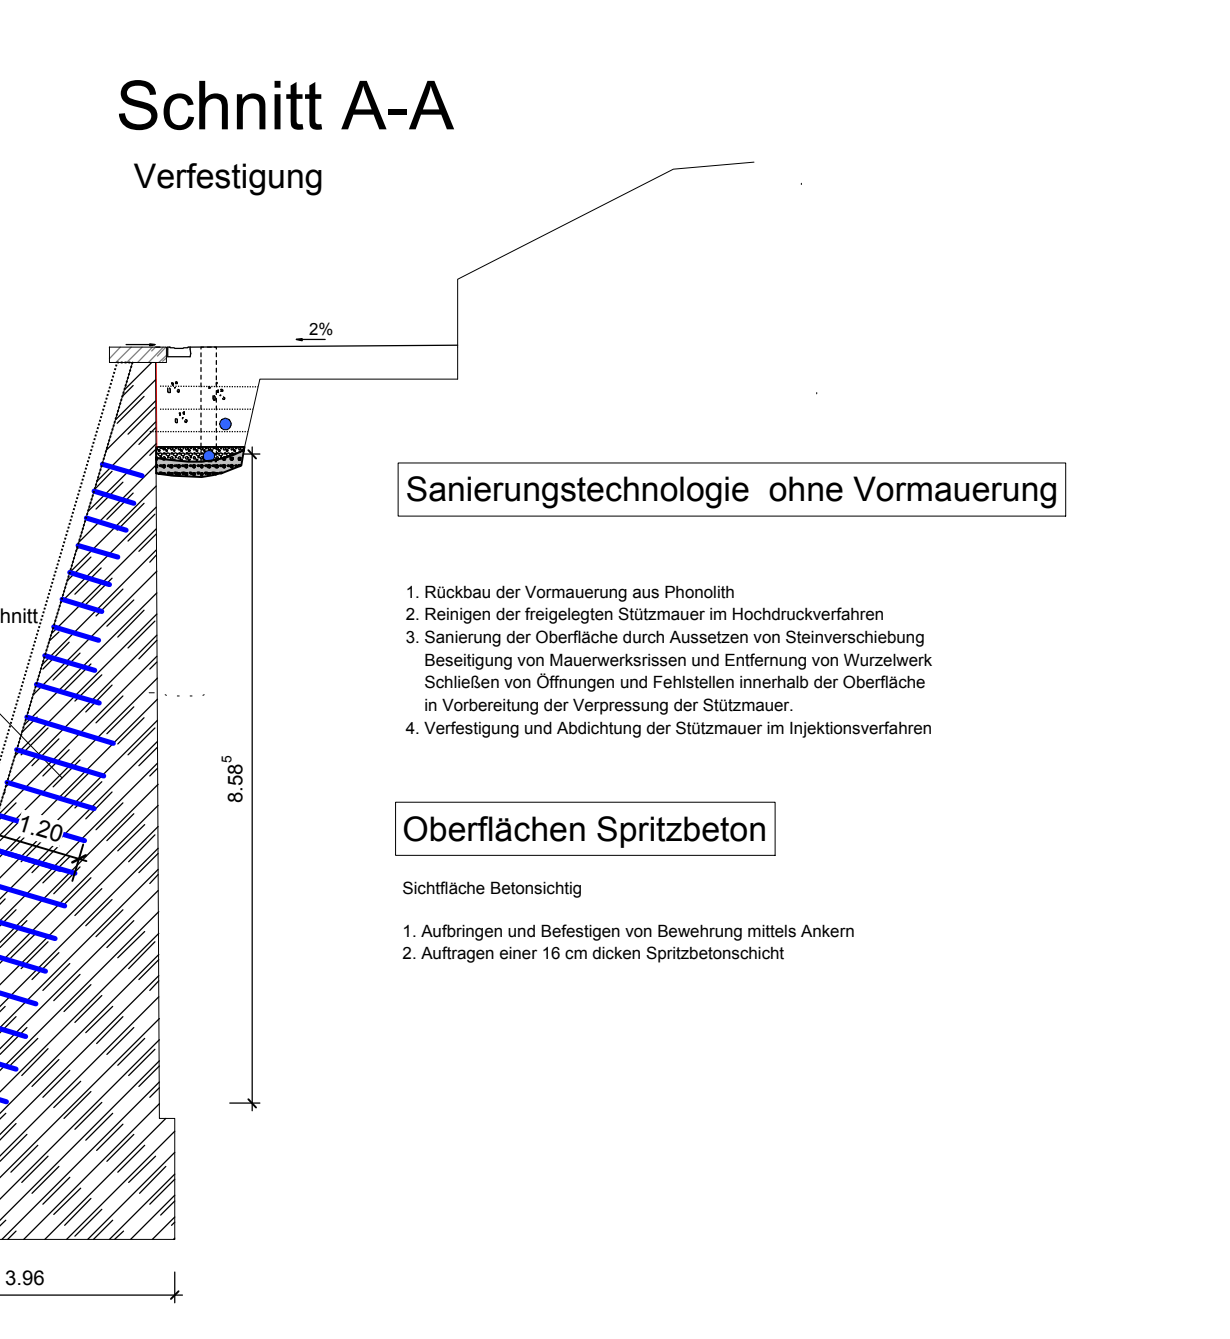 Schnitt A-A
Verfestigung
2%
Sanierungstechnologie ohne Vormauerung
1. Rückbau der Vormauerung aus Phonolith
2. Reinigen der freigelegten Stützmauer im Hochdruckverfahren
3. Sanierung der Oberfläche durch Aussetzen von Steinverschiebung
Beseitigung von Mauerwerksrissen und Entfernung von Wurzelwerk
Schließen von Öffnungen und Fehlstellen innerhalb der Oberfläche
in Vorbereitung der Verpressung der Stützmauer.
4. Verfestigung und Abdichtung der Stützmauer im Injektionsverfahren
hnitt
8.58⁵
1.20
Oberflächen Spritzbeton
Sichtfläche Betonsichtig
1. Aufbringen und Befestigen von Bewehrung mittels Ankern
2. Auftragen einer 16 cm dicken Spritzbetonschicht
3.96